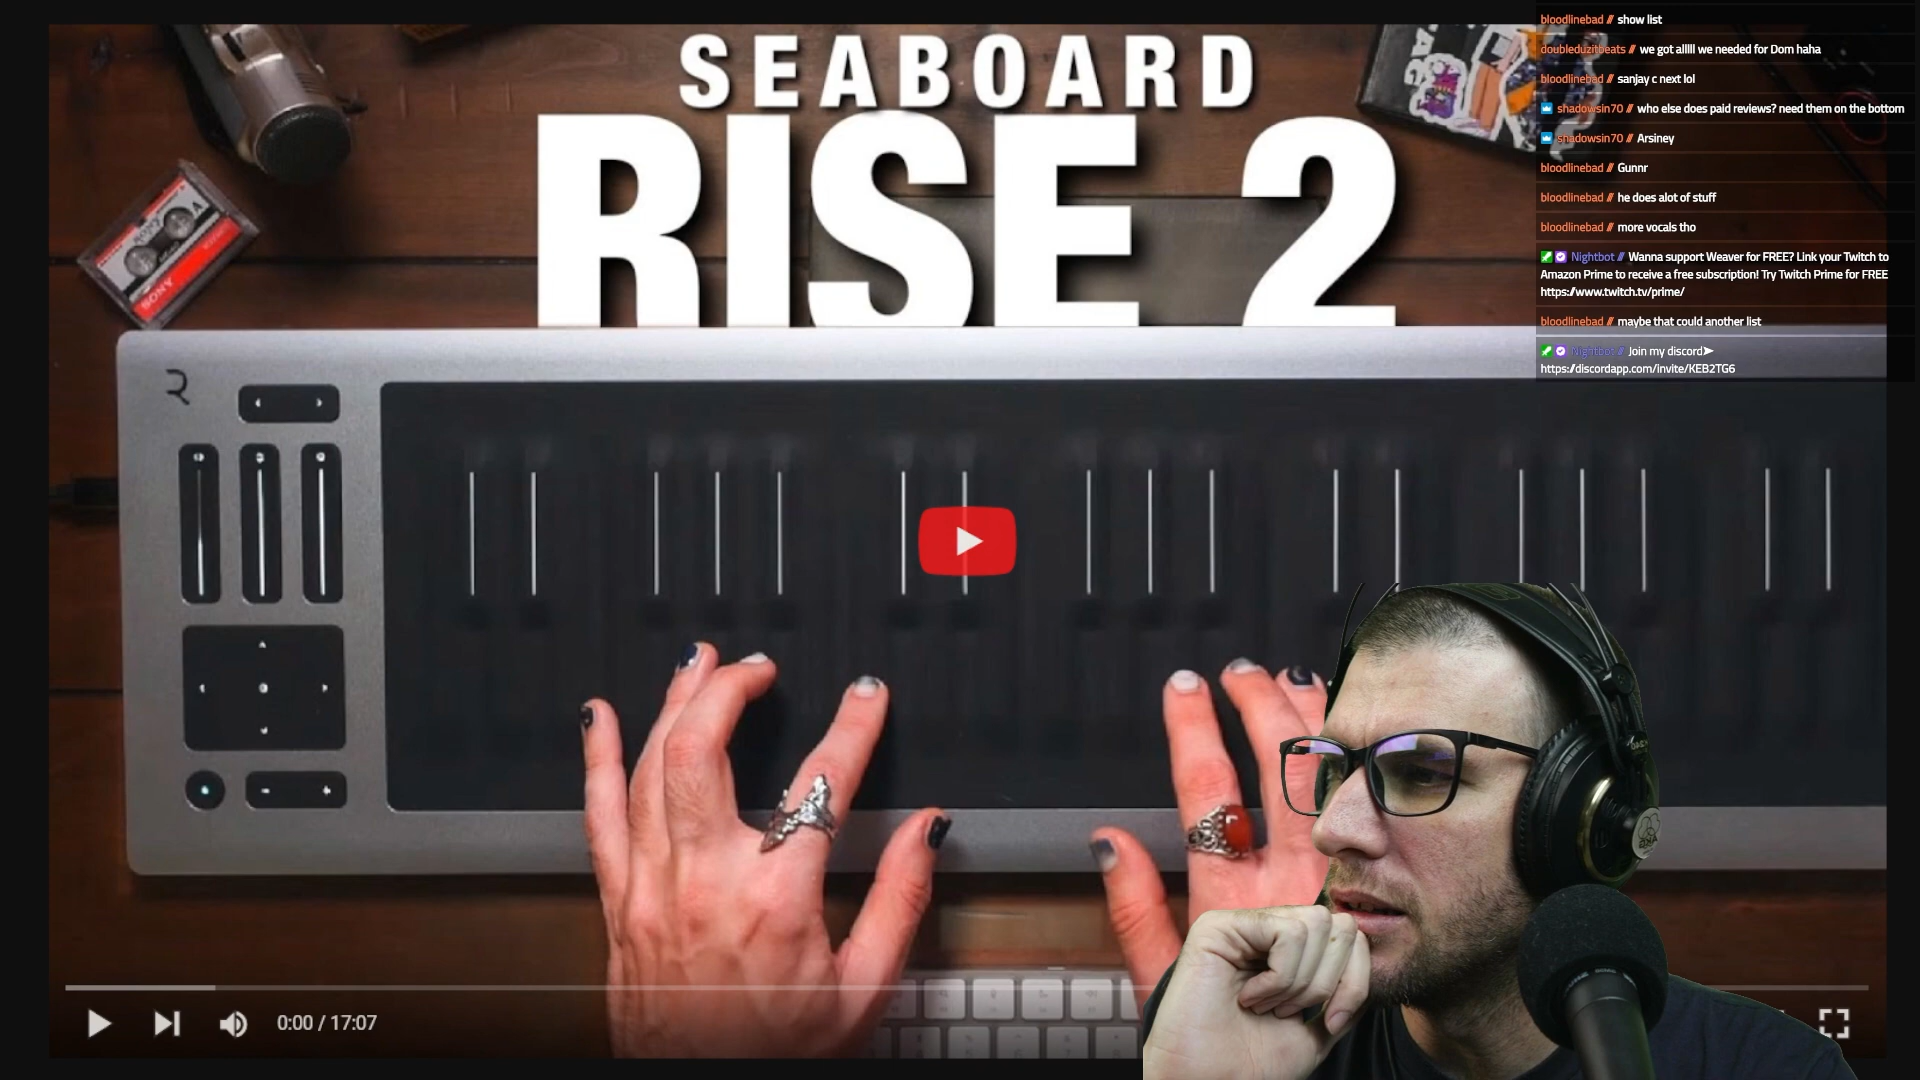 SEABOARD
RISE 2
SONY
A
0:00 / 17:07
bloodlinebad // show list
doubleduzitbeats // we got alllll we needed for Dom haha
bloodlinebad // sanjay c next lol
shadowsin70 // who else does paid reviews? need them on the bottom
shadowsin70 // Arsiney
bloodlinebad // Gunnr
bloodlinebad // he does alot of stuff
bloodlinebad // more vocals tho
Nightbot // Wanna support Weaver for FREE? Link your Twitch to
Amazon Prime to receive a free subscription! Try Twitch Prime for FREE
https://www.twitch.tv/prime/
bloodlinebad // maybe that could another list
Nightbot // Join my discord➤
https://discordapp.com/invite/KEB2TG6